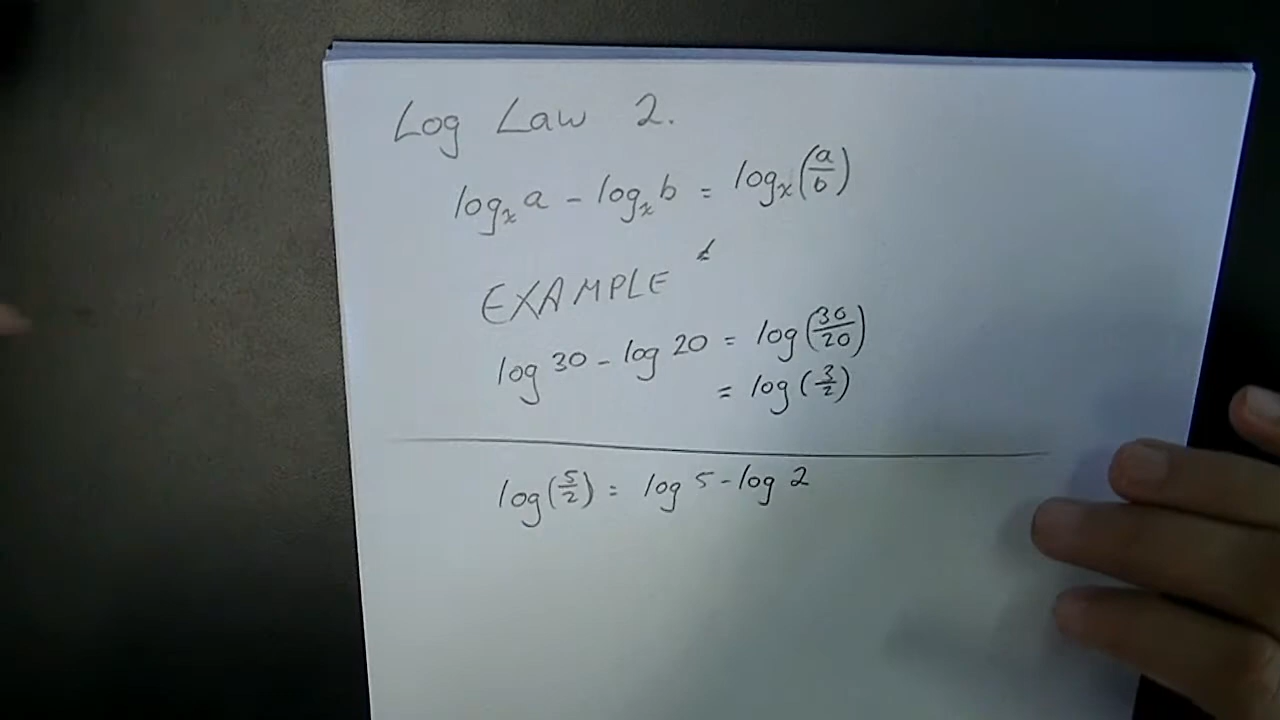 Log Law 2.
logₓ a - logₓ b = logₓ(a/b)
EXAMPLE
log 30 - log 20 = log(30/20)
= log(3/2)
log(5/2) = log 5 - log 2